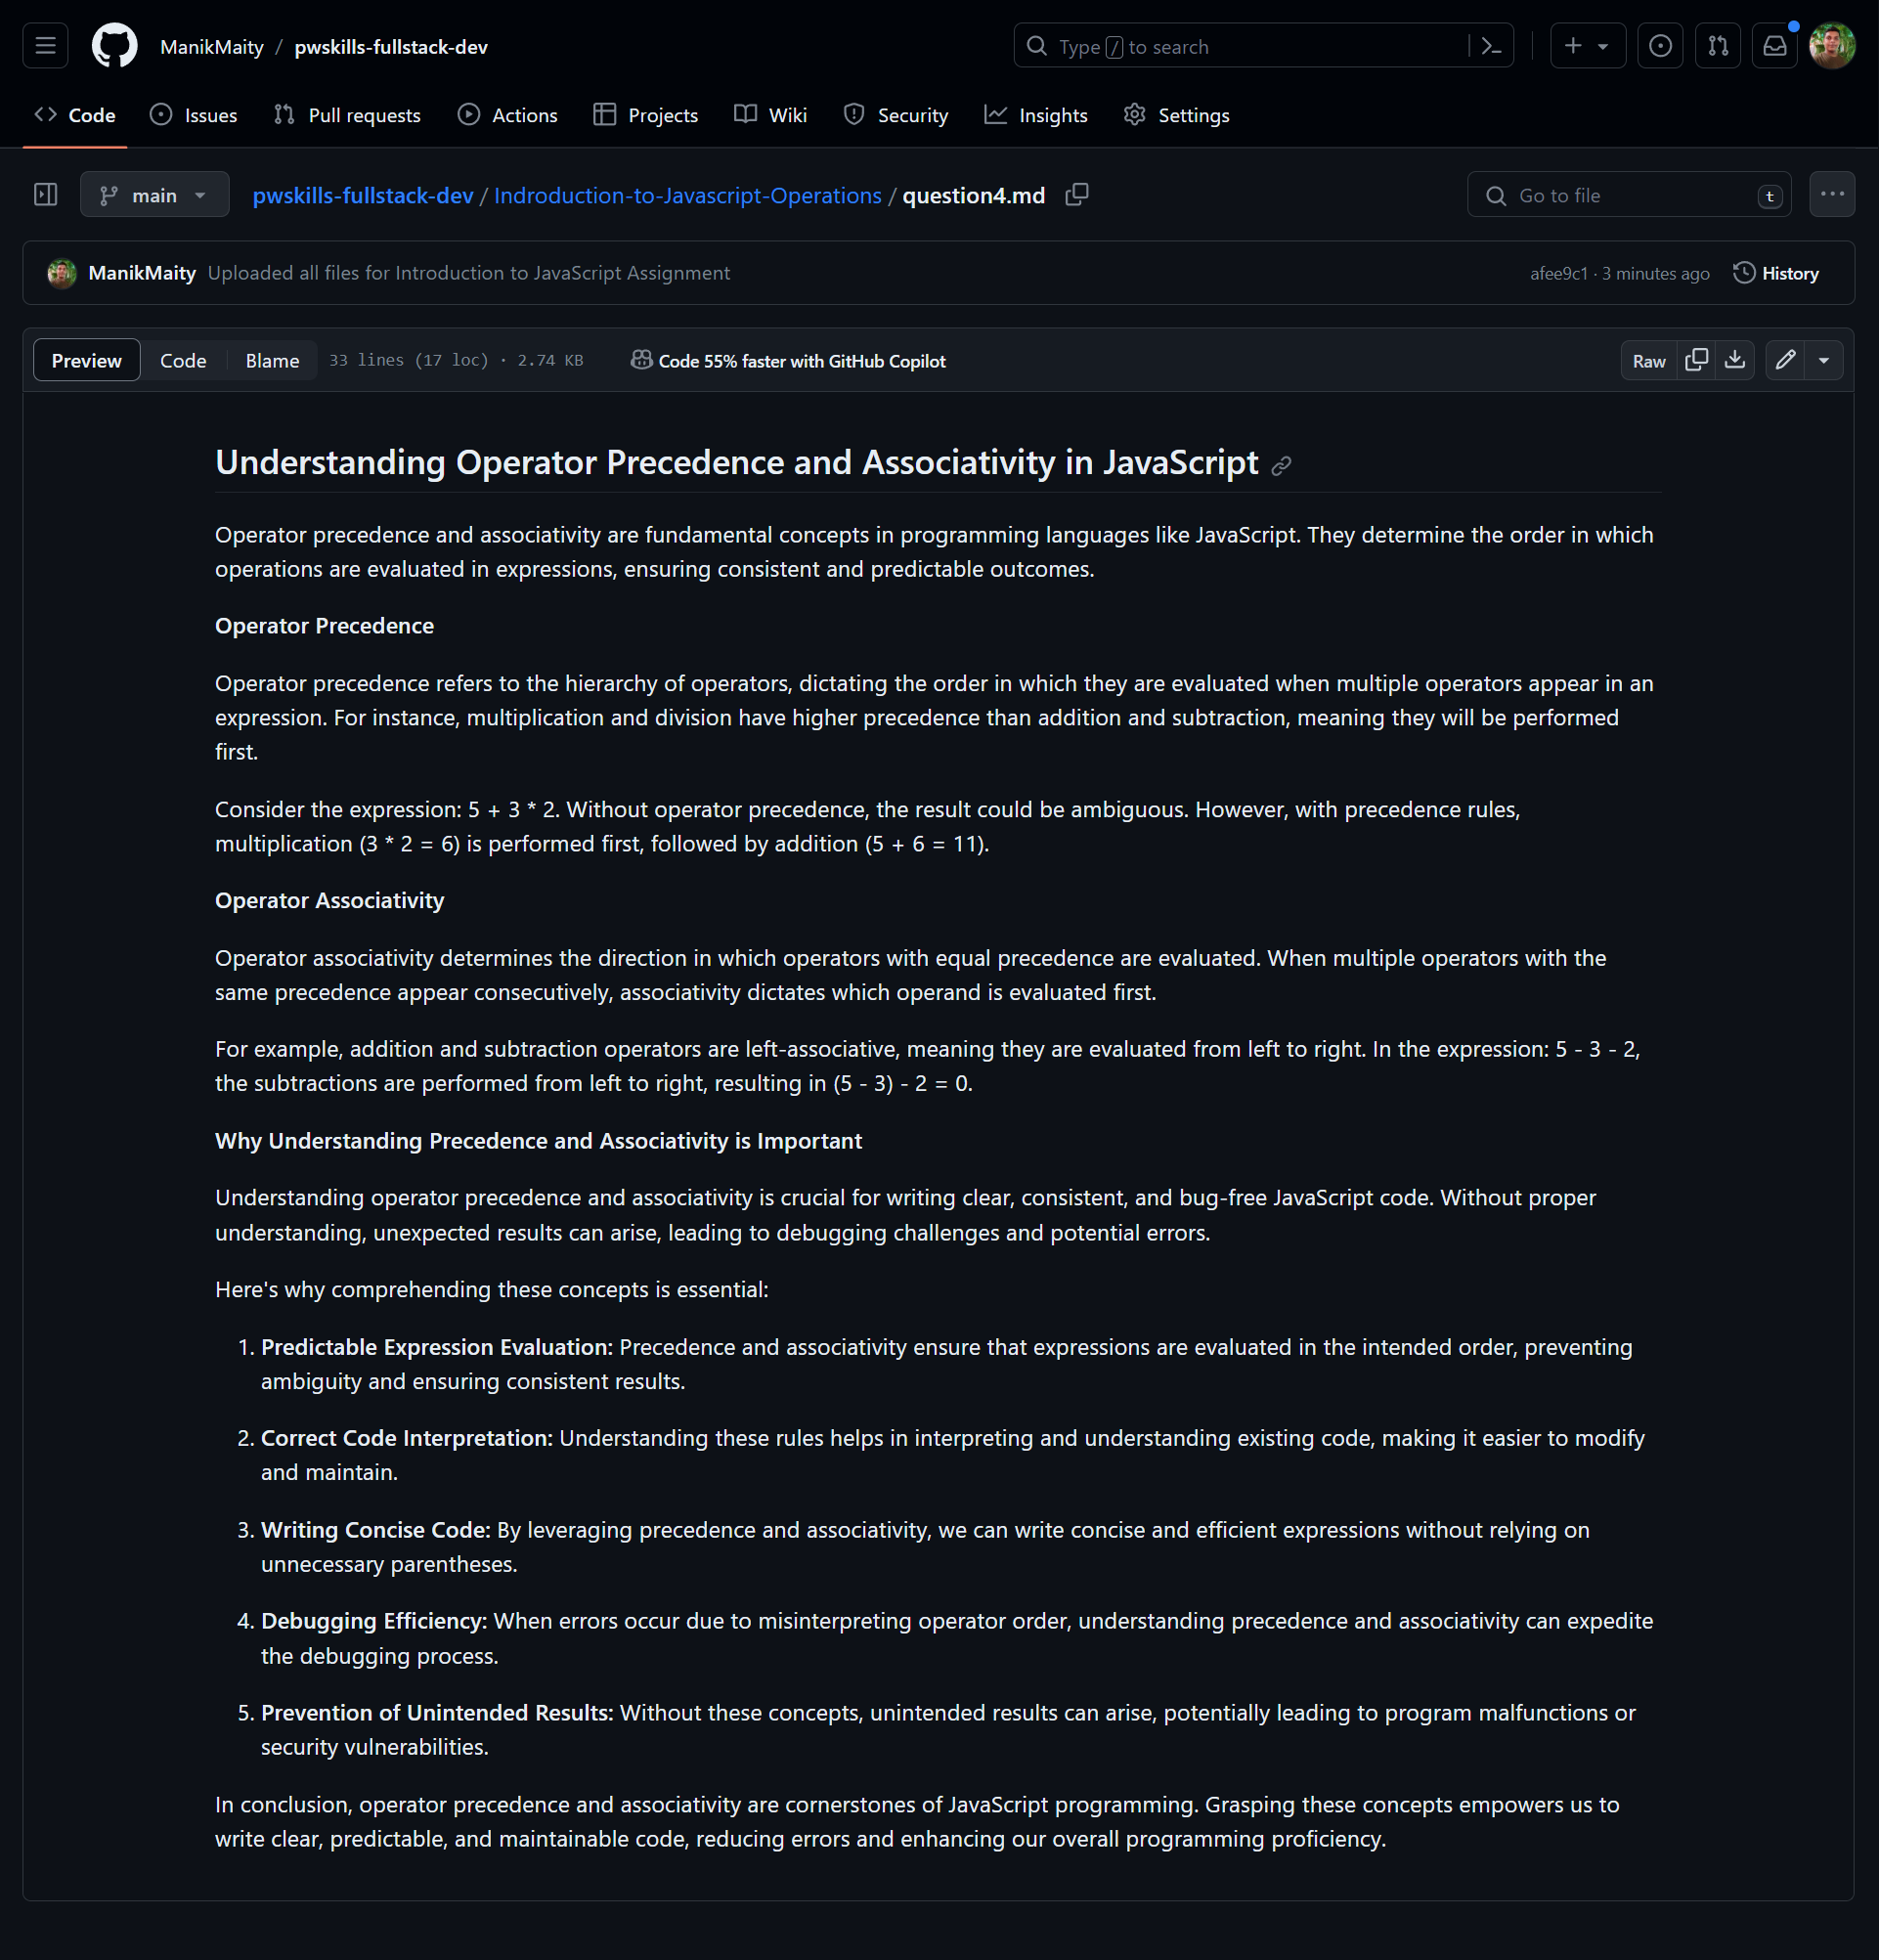 ManikMaity / pwskills-fullstack-dev
Type / to search
Code Issues Pull requests Actions Projects Wiki Security Insights Settings
main
pwskills-fullstack-dev / Indroduction-to-Javascript-Operations / question4.md
Go to file t
ManikMaity Uploaded all files for Introduction to JavaScript Assignment
afee9c1 · 3 minutes ago History
Preview Code Blame 33 lines (17 loc) · 2.74 KB Code 55% faster with GitHub Copilot Raw
Understanding Operator Precedence and Associativity in JavaScript
Operator precedence and associativity are fundamental concepts in programming languages like JavaScript. They determine the order in which
operations are evaluated in expressions, ensuring consistent and predictable outcomes.
Operator Precedence
Operator precedence refers to the hierarchy of operators, dictating the order in which they are evaluated when multiple operators appear in an
expression. For instance, multiplication and division have higher precedence than addition and subtraction, meaning they will be performed
first.
Consider the expression: 5 + 3 * 2. Without operator precedence, the result could be ambiguous. However, with precedence rules,
multiplication (3 * 2 = 6) is performed first, followed by addition (5 + 6 = 11).
Operator Associativity
Operator associativity determines the direction in which operators with equal precedence are evaluated. When multiple operators with the
same precedence appear consecutively, associativity dictates which operand is evaluated first.
For example, addition and subtraction operators are left-associative, meaning they are evaluated from left to right. In the expression: 5 - 3 - 2,
the subtractions are performed from left to right, resulting in (5 - 3) - 2 = 0.
Why Understanding Precedence and Associativity is Important
Understanding operator precedence and associativity is crucial for writing clear, consistent, and bug-free JavaScript code. Without proper
understanding, unexpected results can arise, leading to debugging challenges and potential errors.
Here's why comprehending these concepts is essential:
1. Predictable Expression Evaluation: Precedence and associativity ensure that expressions are evaluated in the intended order, preventing
ambiguity and ensuring consistent results.
2. Correct Code Interpretation: Understanding these rules helps in interpreting and understanding existing code, making it easier to modify
and maintain.
3. Writing Concise Code: By leveraging precedence and associativity, we can write concise and efficient expressions without relying on
unnecessary parentheses.
4. Debugging Efficiency: When errors occur due to misinterpreting operator order, understanding precedence and associativity can expedite
the debugging process.
5. Prevention of Unintended Results: Without these concepts, unintended results can arise, potentially leading to program malfunctions or
security vulnerabilities.
In conclusion, operator precedence and associativity are cornerstones of JavaScript programming. Grasping these concepts empowers us to
write clear, predictable, and maintainable code, reducing errors and enhancing our overall programming proficiency.